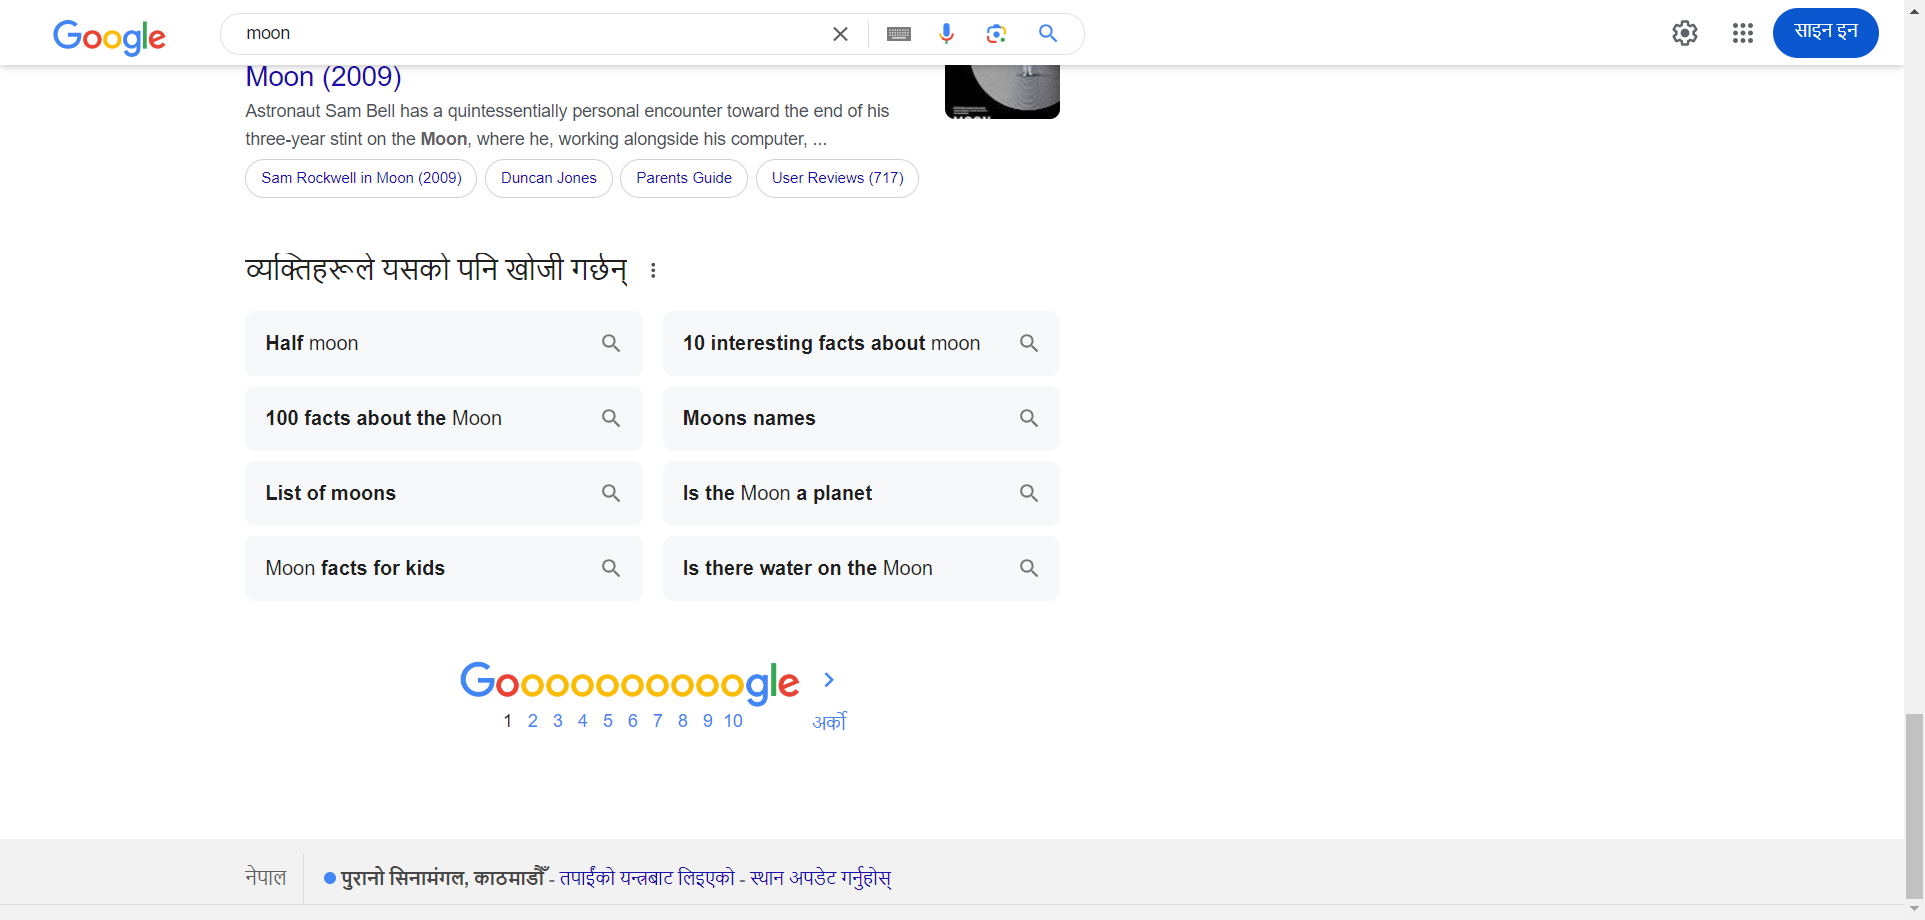 Google
moon
साइन इन
Moon (2009)
Astronaut Sam Bell has a quintessentially personal encounter toward the end of his
three-year stint on the Moon, where he, working alongside his computer, ...
Sam Rockwell in Moon (2009) Duncan Jones Parents Guide User Reviews (717)
व्यक्तिहरूले यसको पनि खोजी गर्छन्
Half moon
10 interesting facts about moon
100 facts about the Moon
Moons names
List of moons
Is the Moon a planet
Moon facts for kids
Is there water on the Moon
Goooooooooogle
1 2 3 4 5 6 7 8 9 10 अर्को
नेपाल
पुरानो सिनामंगल, काठमाडौँ - तपाईंको यन्त्रबाट लिइएको - स्थान अपडेट गर्नुहोस्